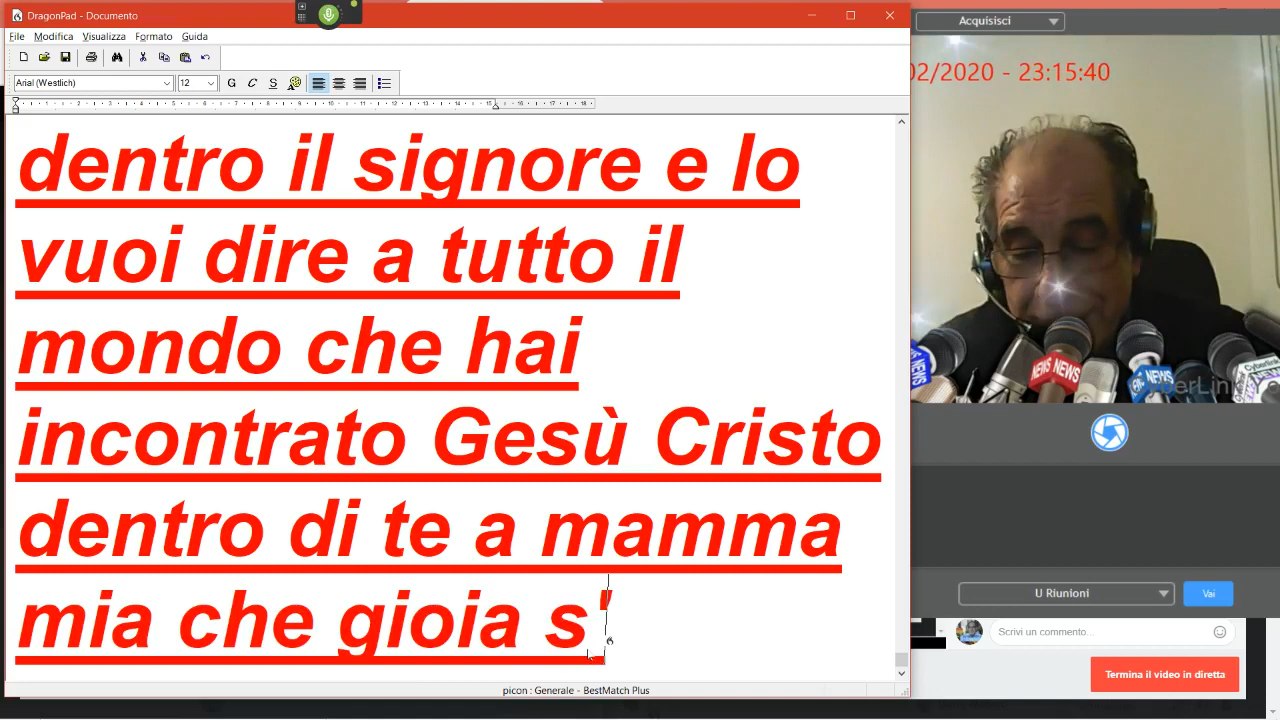 DragonPad - Documento
File Modifica Visualizza Formato Guida
Arial (Westlich) 12 G C S
dentro il signore e lo
vuoi dire a tutto il
mondo che hai
incontrato Gesù Cristo
dentro di te a mamma
mia che gioia s'
picon : Generale - BestMatch Plus
Acquisisci
02/2020 - 23:15:40
NEWS NEWS
NEWS
CyberLink
U Riunioni Vai
Scrivi un commento...
Termina il video in diretta